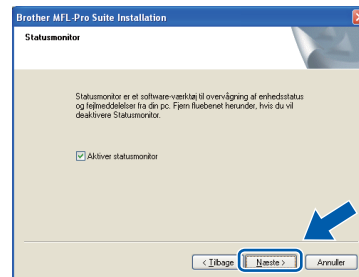 Brother MFL-Pro Suite Installation
Statusmonitor
Statusmonitor er et software-værktøj til overvågning af enhedsstatus
og fejlmeddelelser fra din pc. Fjern fluebenet herunder, hvis du vil
deaktivere Statusmonitor.
Aktiver statusmonitor
< Tilbage
Næste >
Annuller